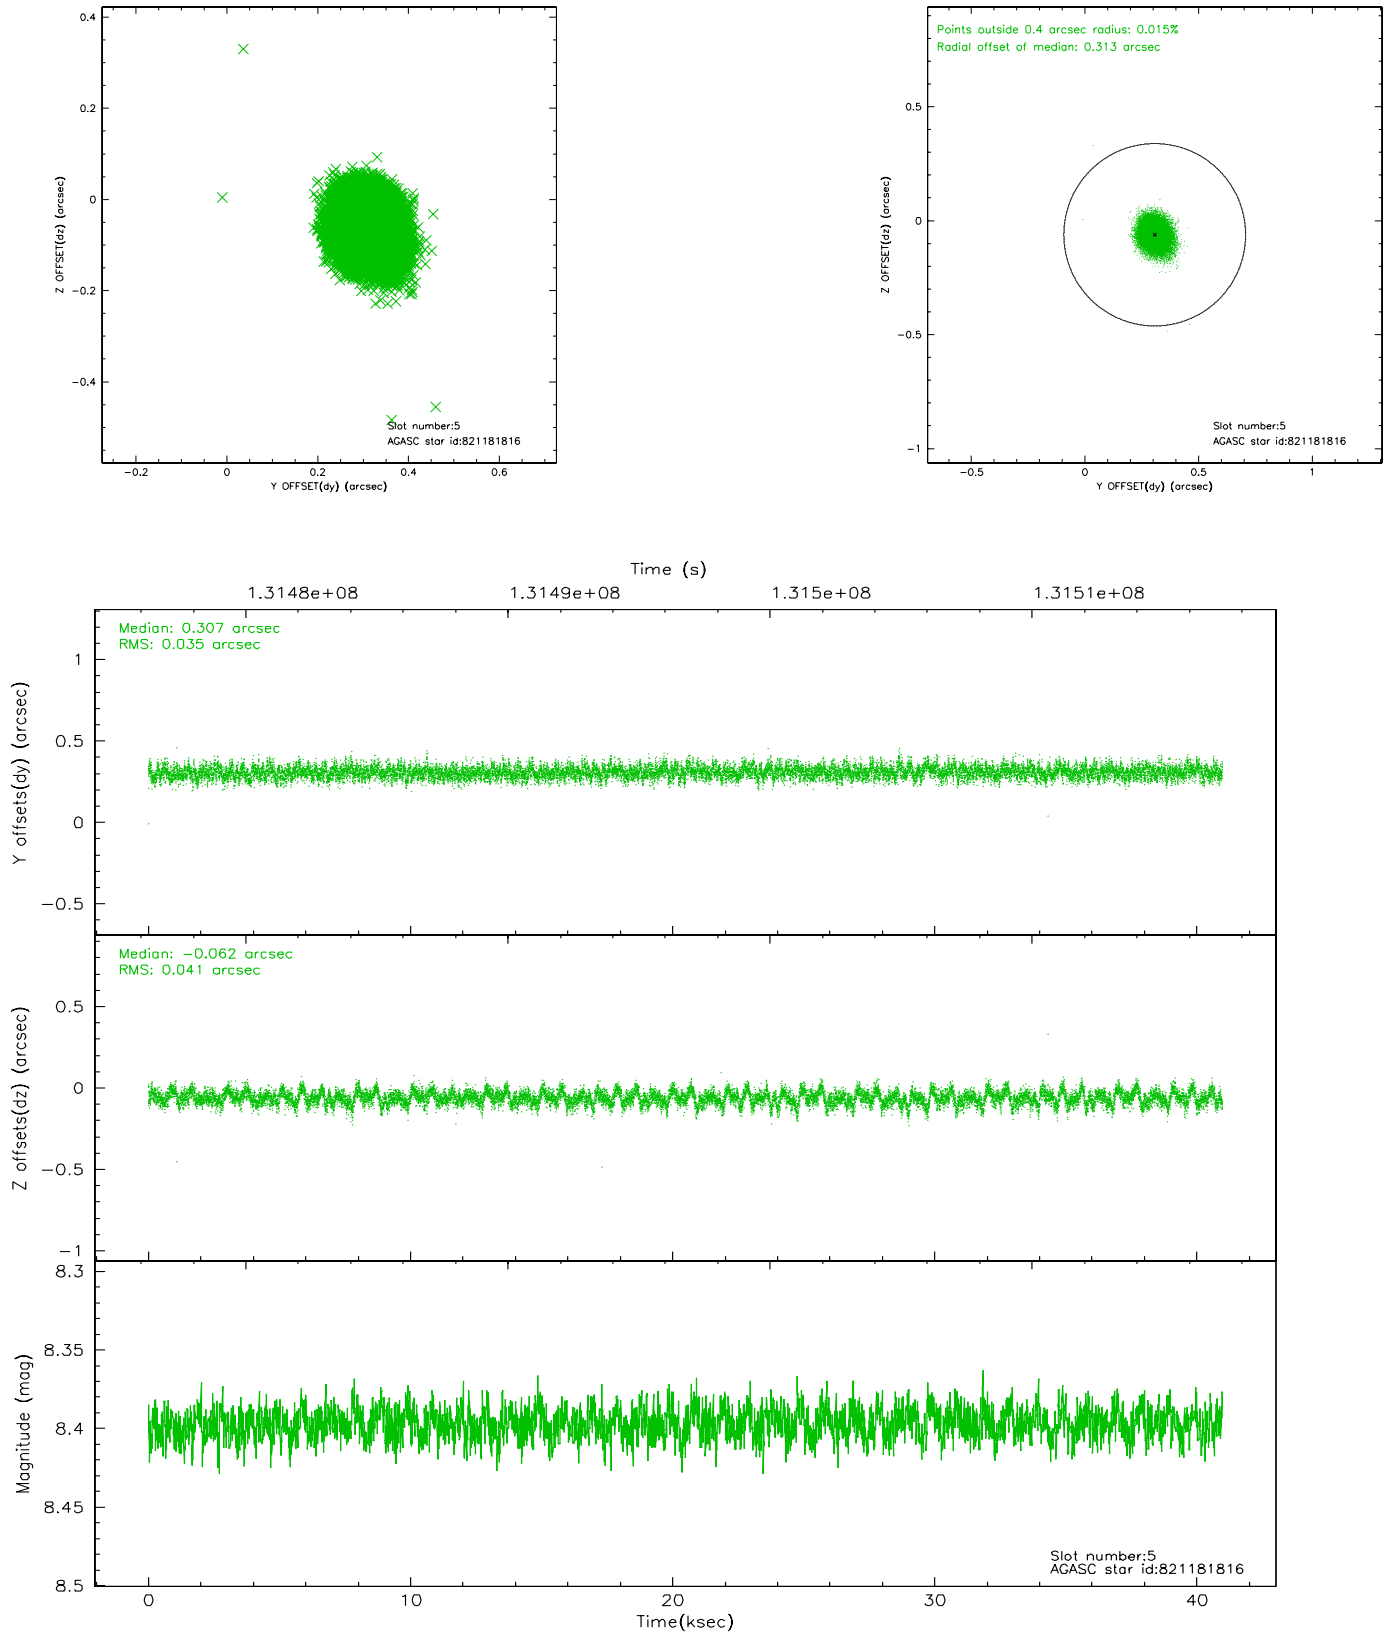 0.4
0.2
0
−0.2
−0.4
Z OFFSET(dz) (arcsec)
Slot number:5
AGASC star id:821181816
−0.2
0
0.2
0.4
0.6
Y OFFSET(dy) (arcsec)
Points outside 0.4 arcsec radius: 0.015%
Radial offset of median: 0.313 arcsec
0.5
0
−0.5
−1
Z OFFSET(dz) (arcsec)
Slot number:5
AGASC star id:821181816
−0.5
0
0.5
1
Y OFFSET(dy) (arcsec)
Time (s)
1.3148e+08
1.3149e+08
1.315e+08
1.3151e+08
Median: 0.307 arcsec
RMS: 0.035 arcsec
1
0.5
0
−0.5
Y offsets(dy) (arcsec)
Median: −0.062 arcsec
RMS: 0.041 arcsec
0.5
0
−0.5
−1
Z offsets(dz) (arcsec)
8.3
8.35
8.4
8.45
8.5
Magnitude (mag)
Slot number:5
AGASC star id:821181816
0
10
20
30
40
Time(ksec)